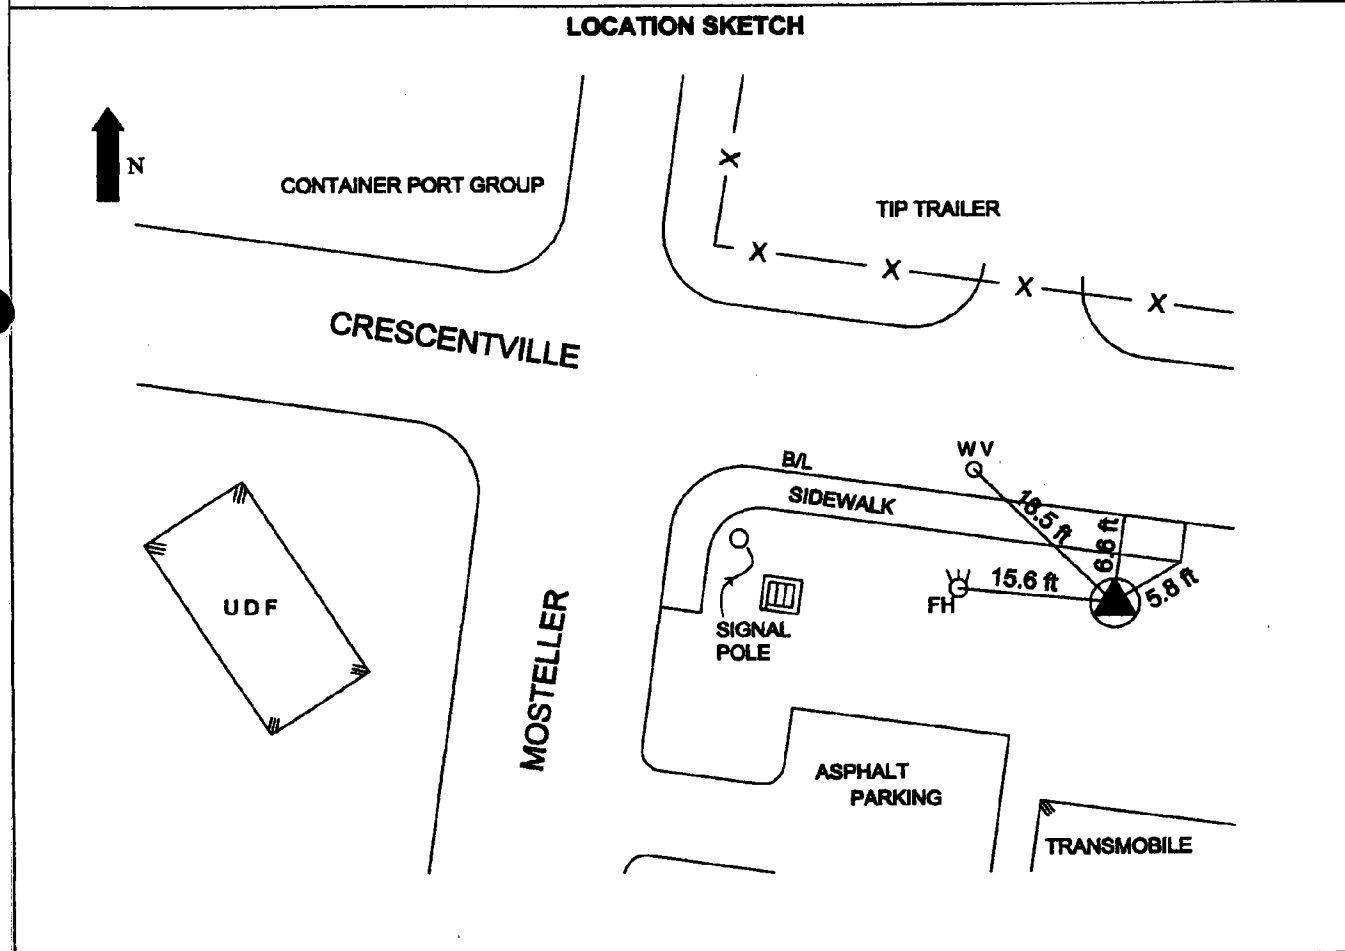 LOCATION SKETCH
N
CONTAINER PORT GROUP
TIP TRAILER
X
X
X
X
X
CRESCENTVILLE
W V
B/L
SIDEWALK
16.5 ft
6.6 ft
15.6 ft
5.8 ft
FH
UDF
SIGNAL
POLE
MOSTELLER
ASPHALT
PARKING
TRANSMOBILE